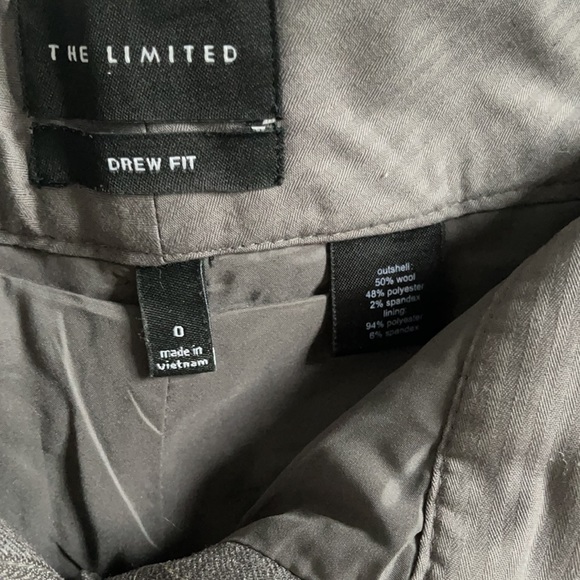 THE LIMITED
DREW FIT
0
made in
vietnam
outshell:
50% wool
48% polyester
2% spandex
lining:
94% polyester
6% spandex